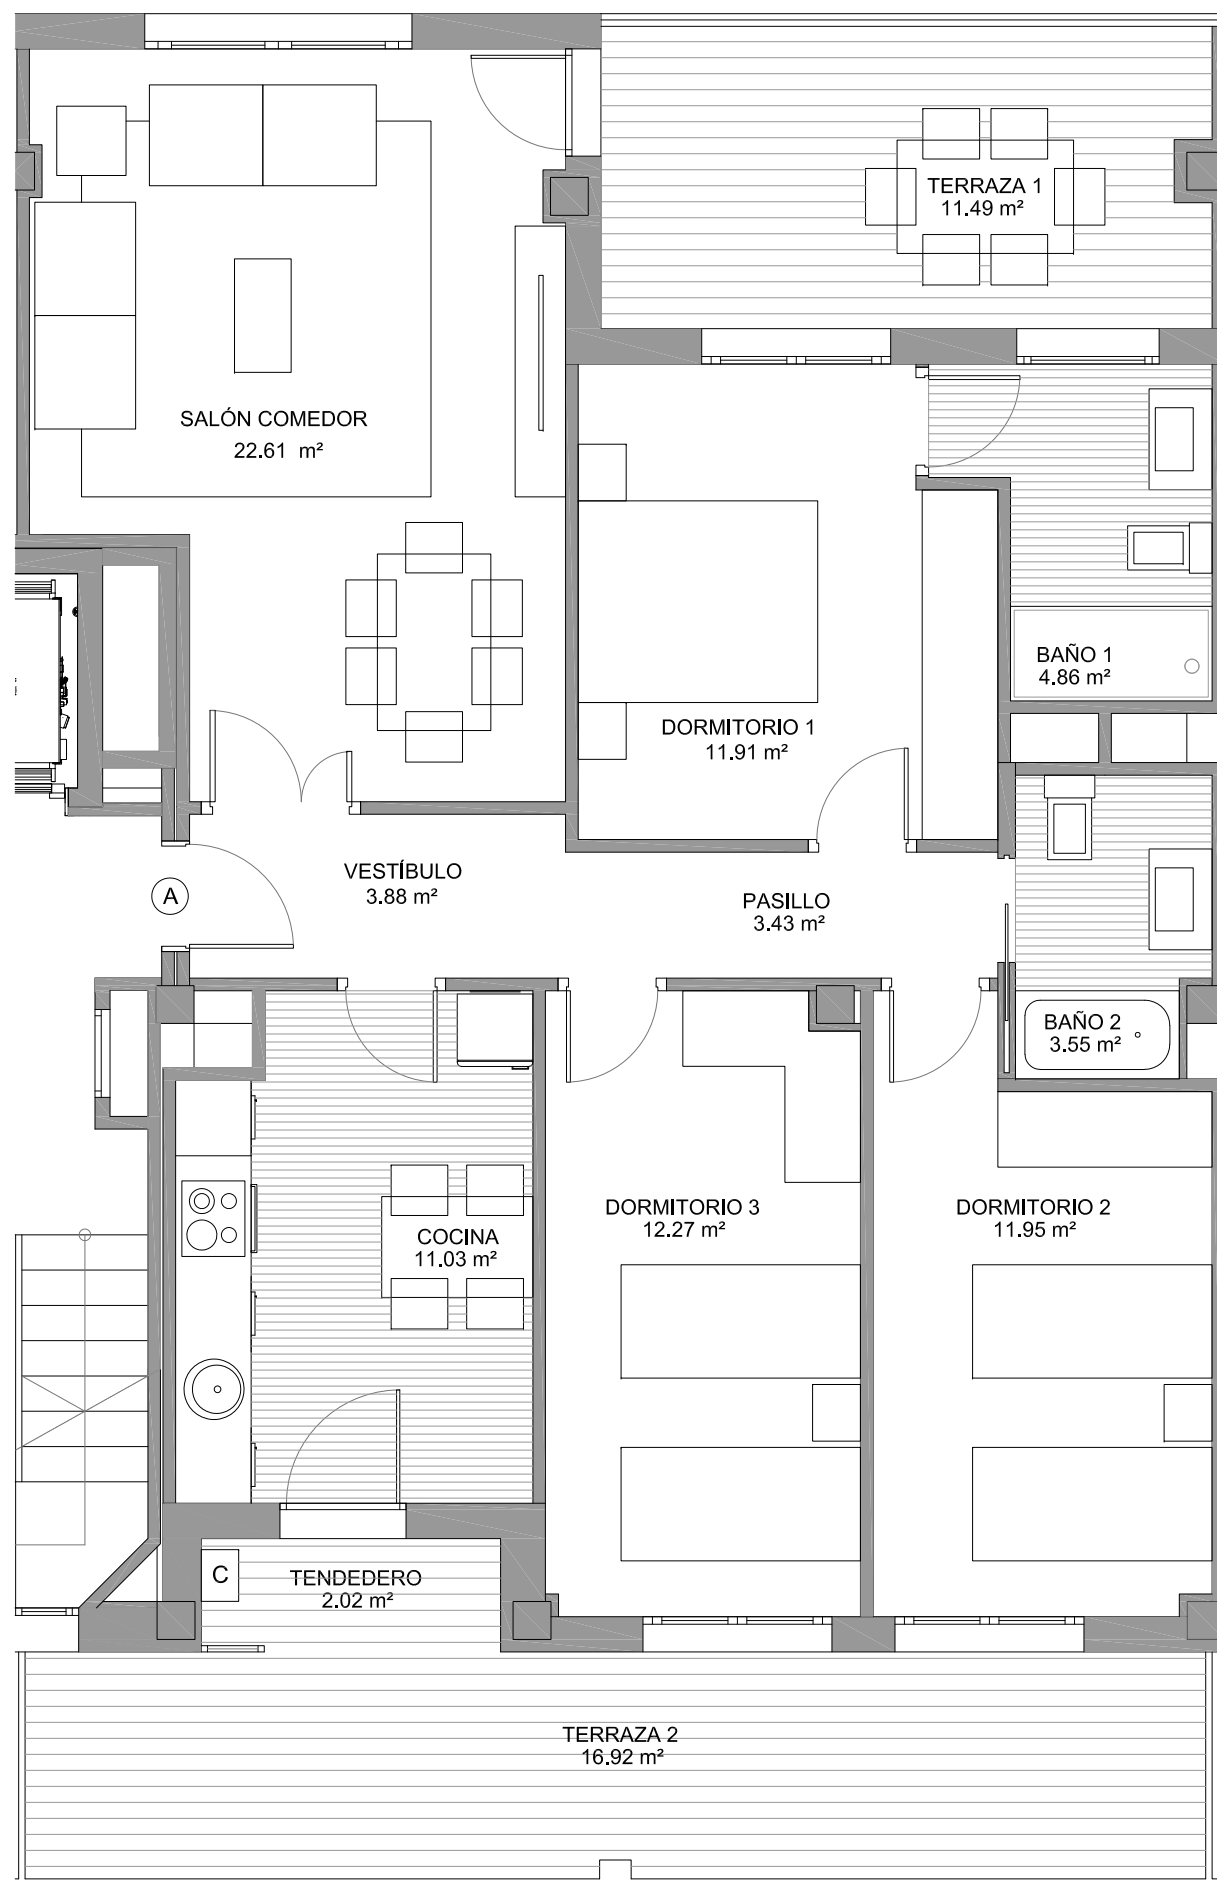 TERRAZA 1
11.49 m²
SALÓN COMEDOR
22.61 m²
BAÑO 1
4.86 m²
DORMITORIO 1
11.91 m²
VESTÍBULO
3.88 m²
A
PASILLO
3.43 m²
BAÑO 2
3.55 m²
DORMITORIO 3
12.27 m²
DORMITORIO 2
11.95 m²
COCINA
11.03 m²
C
TENDEDERO
2.02 m²
TERRAZA 2
16.92 m²